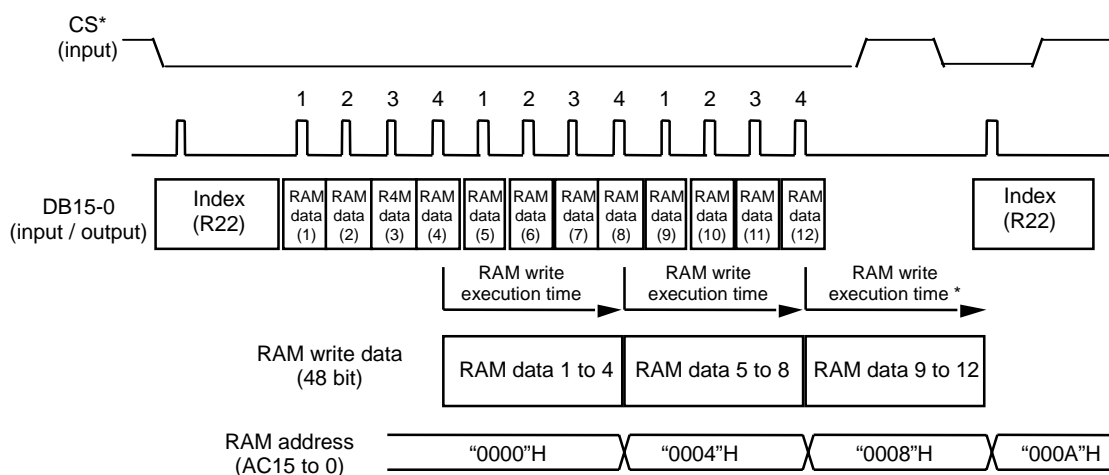 CS*
(input)
1 2 3 4 1 2 3 4 1 2 3 4
DB15-0
(input / output)
Index
(R22)
RAM
data
(1)
RAM
data
(2)
R4M
data
(3)
RAM
data
(4)
RAM
data
(5)
RAM
data
(6)
RAM
data
(7)
RAM
data
(8)
RAM
data
(9)
RAM
data
(10)
RAM
data
(11)
RAM
data
(12)
Index
(R22)
RAM write
execution time
RAM write
execution time
RAM write
execution time *
RAM write data
(48 bit)
RAM data 1 to 4
RAM data 5 to 8
RAM data 9 to 12
RAM address
(AC15 to 0)
“0000”H
“0004”H
“0008”H
“000A”H